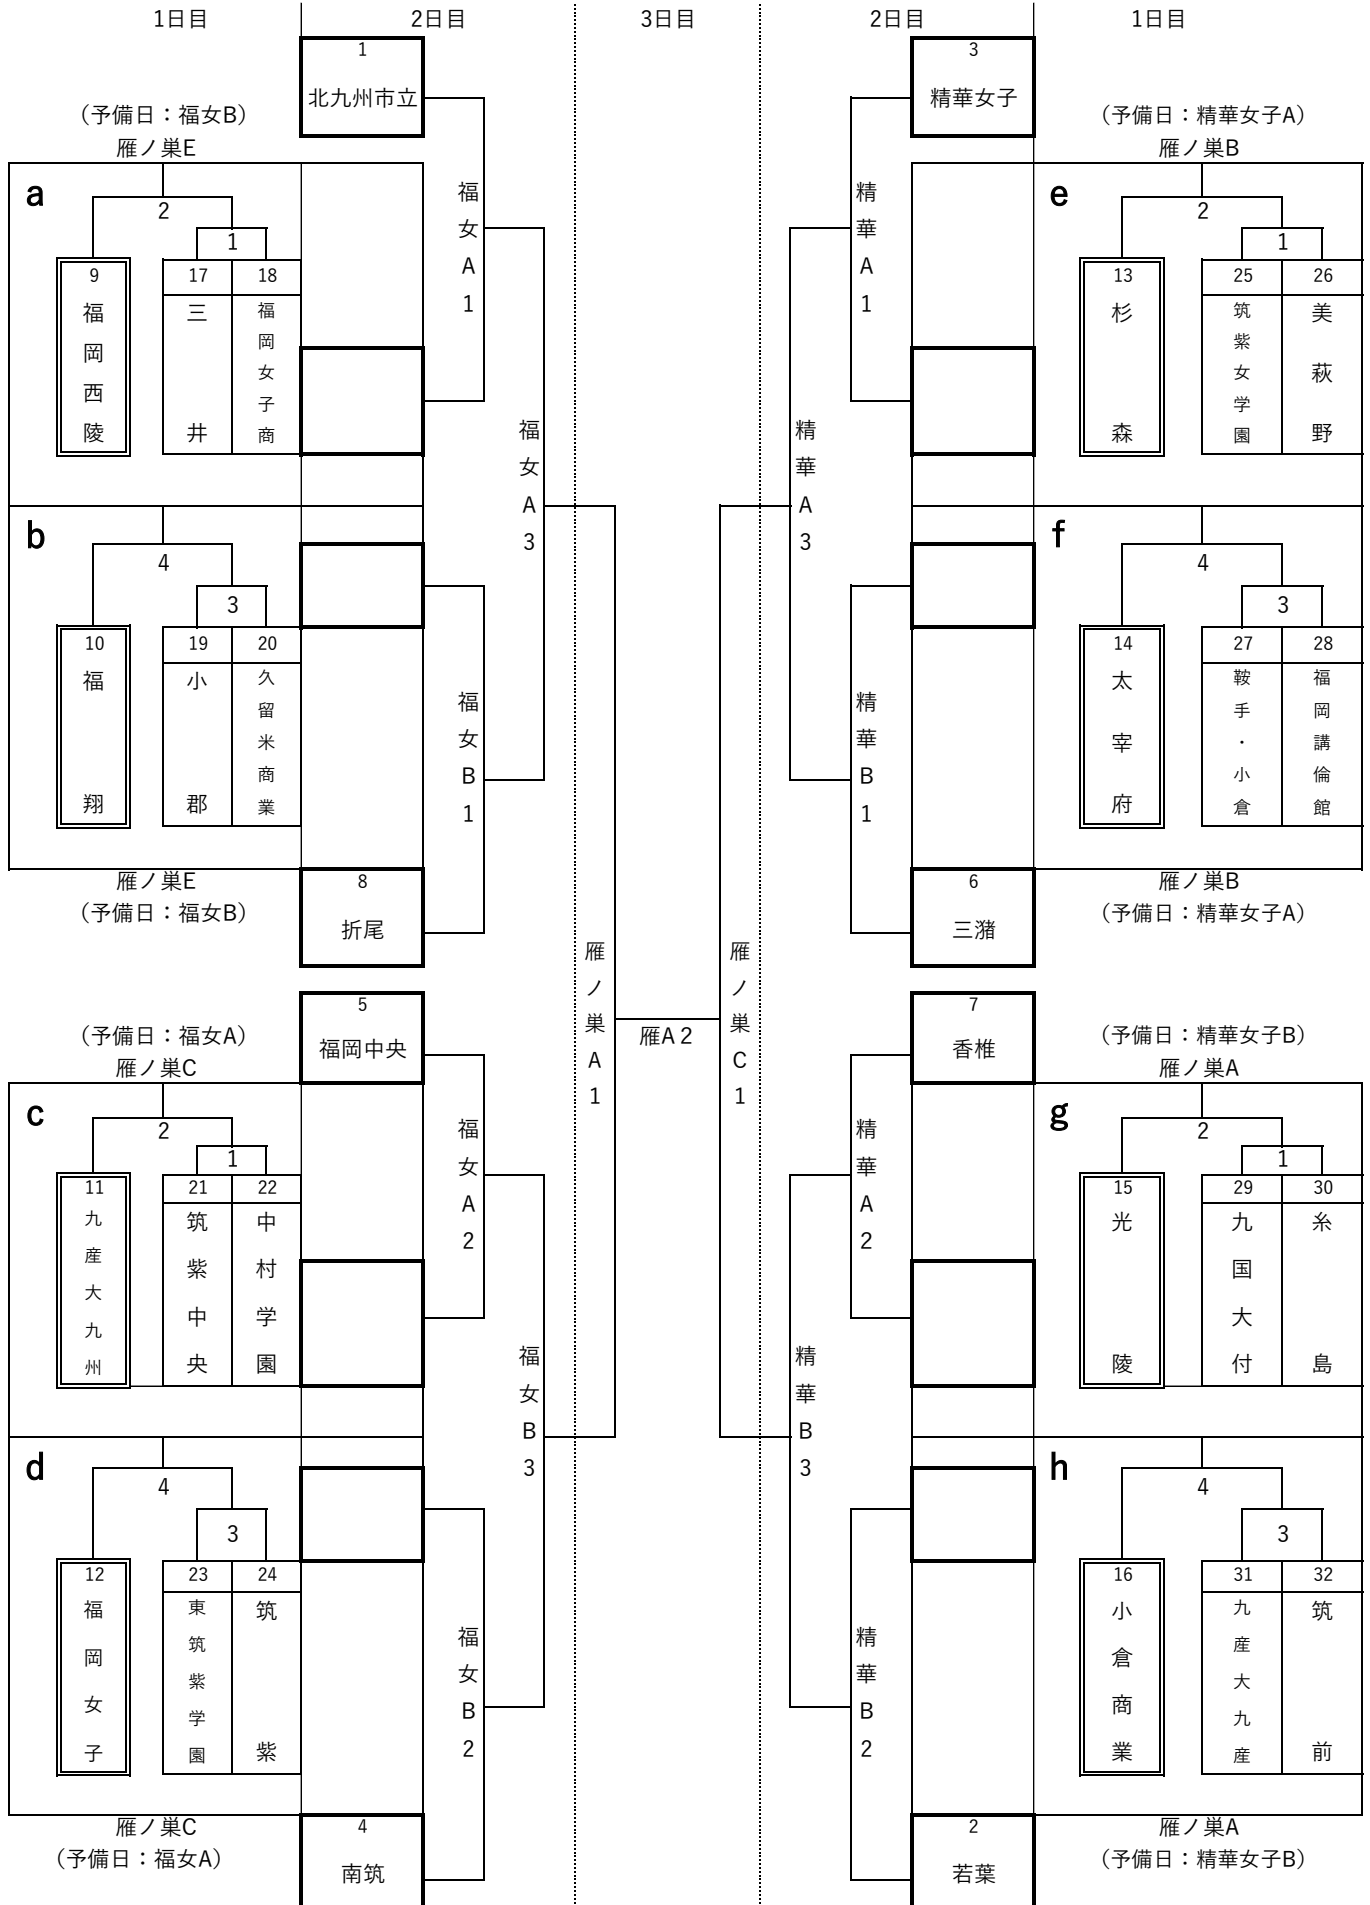 1日目
2日目
3日目
2日目
1日目
1
北九州市立
(予備日：福女B)
雁ノ巣E
a
2
1
9
福岡西陵
17
三井
18
福岡女子商
福女A1
b
4
3
10
福翔
19
小郡
20
久留米商業
雁ノ巣E
(予備日：福女B)
8
折尾
福女B1
福女A3
5
福岡中央
(予備日：福女A)
雁ノ巣C
c
2
1
11
九産大九州
21
筑紫中央
22
中村学園
福女A2
d
4
3
12
福岡女子
23
東筑紫学園
24
筑紫
雁ノ巣C
(予備日：福女A)
4
南筑
福女B2
福女B3
雁ノ巣A1
雁A２
雁ノ巣C1
3
精華女子
(予備日：精華女子A)
雁ノ巣B
精華A1
e
2
1
13
杉森
25
筑紫女学園
26
美萩野
精華A3
f
4
3
14
太宰府
27
鞍手・小倉
28
福岡講倫館
精華B1
雁ノ巣B
(予備日：精華女子A)
6
三潴
7
香椎
(予備日：精華女子B)
雁ノ巣A
精華A2
g
2
1
15
光陵
29
九国大付
30
糸島
精華B3
h
4
3
16
小倉商業
31
九産大九産
32
筑前
精華B2
雁ノ巣A
(予備日：精華女子B)
2
若葉